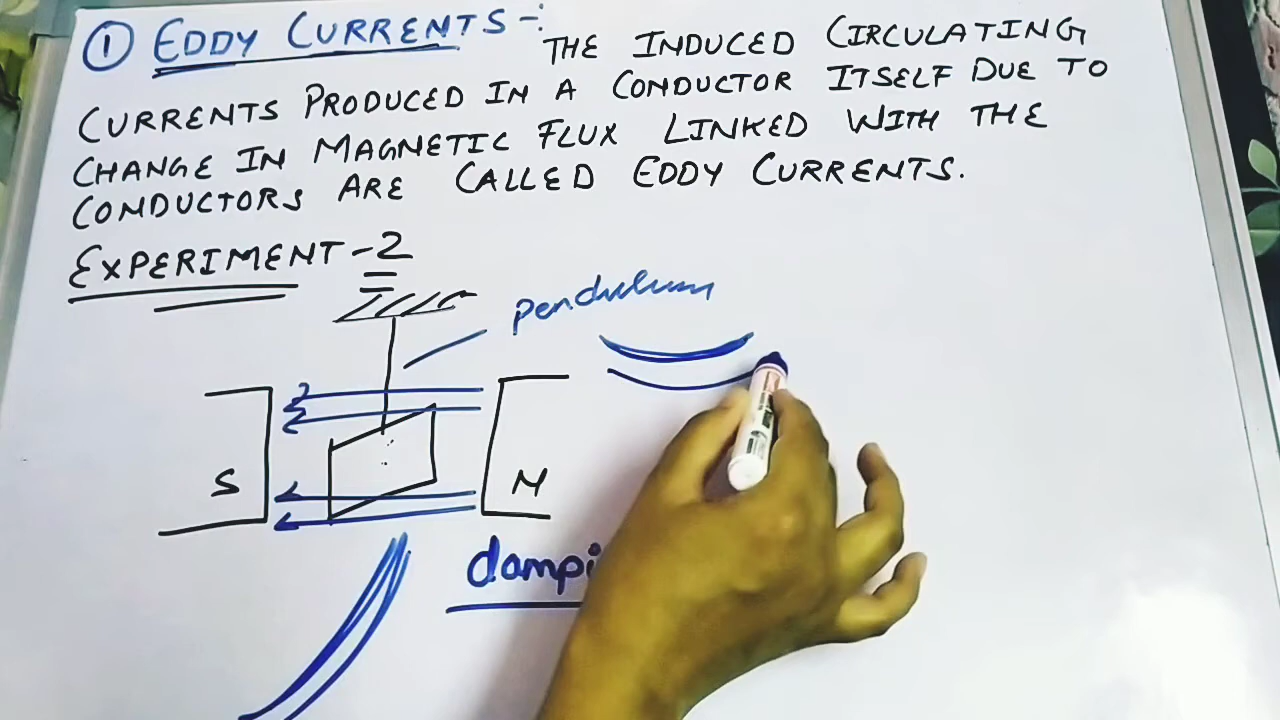 ① EDDY CURRENTS -: THE INDUCED CIRCULATING
CURRENTS PRODUCED IN A CONDUCTOR ITSELF DUE TO
CHANGE IN MAGNETIC FLUX LINKED WITH THE
CONDUCTORS ARE CALLED EDDY CURRENTS.
EXPERIMENT-2
pendulum
S
N
dampi